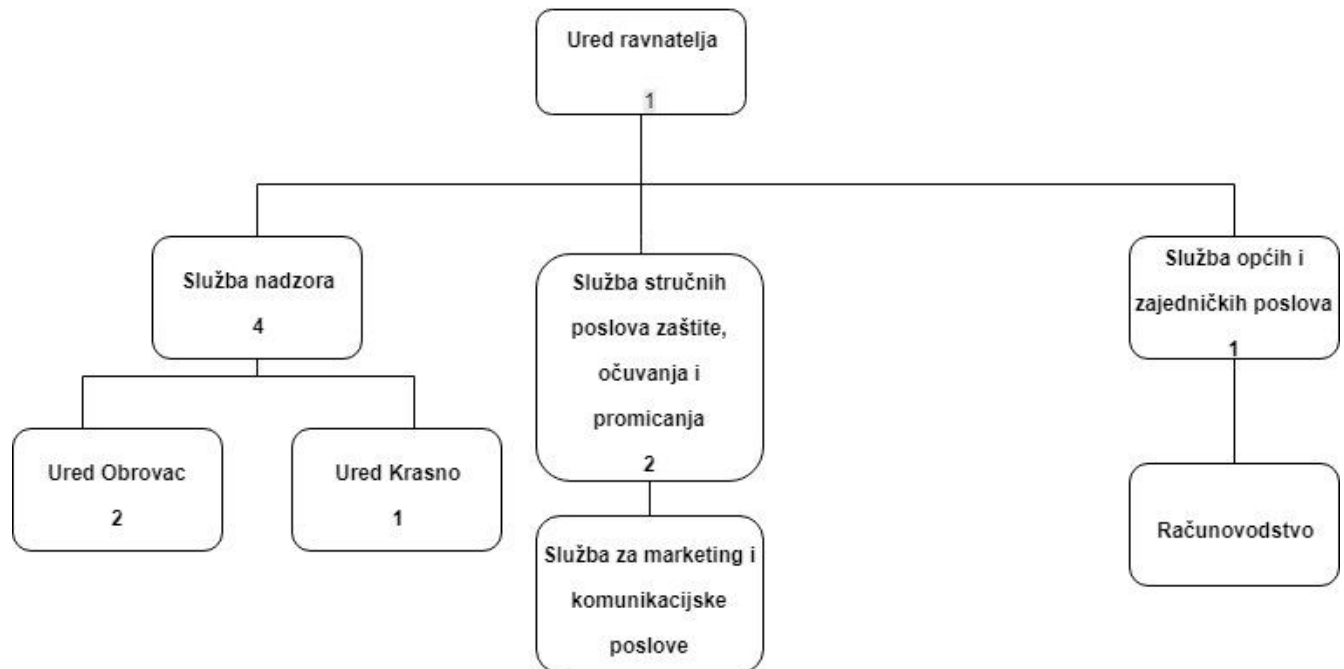 Ured ravnatelja
1
Služba nadzora
4
Služba stručnih
poslova zaštite,
očuvanja i
promicanja
2
Služba općih i
zajedničkih poslova
1
Ured Obrovac
2
Ured Krasno
1
Služba za marketing i
komunikacijske
poslove
Računovodstvo